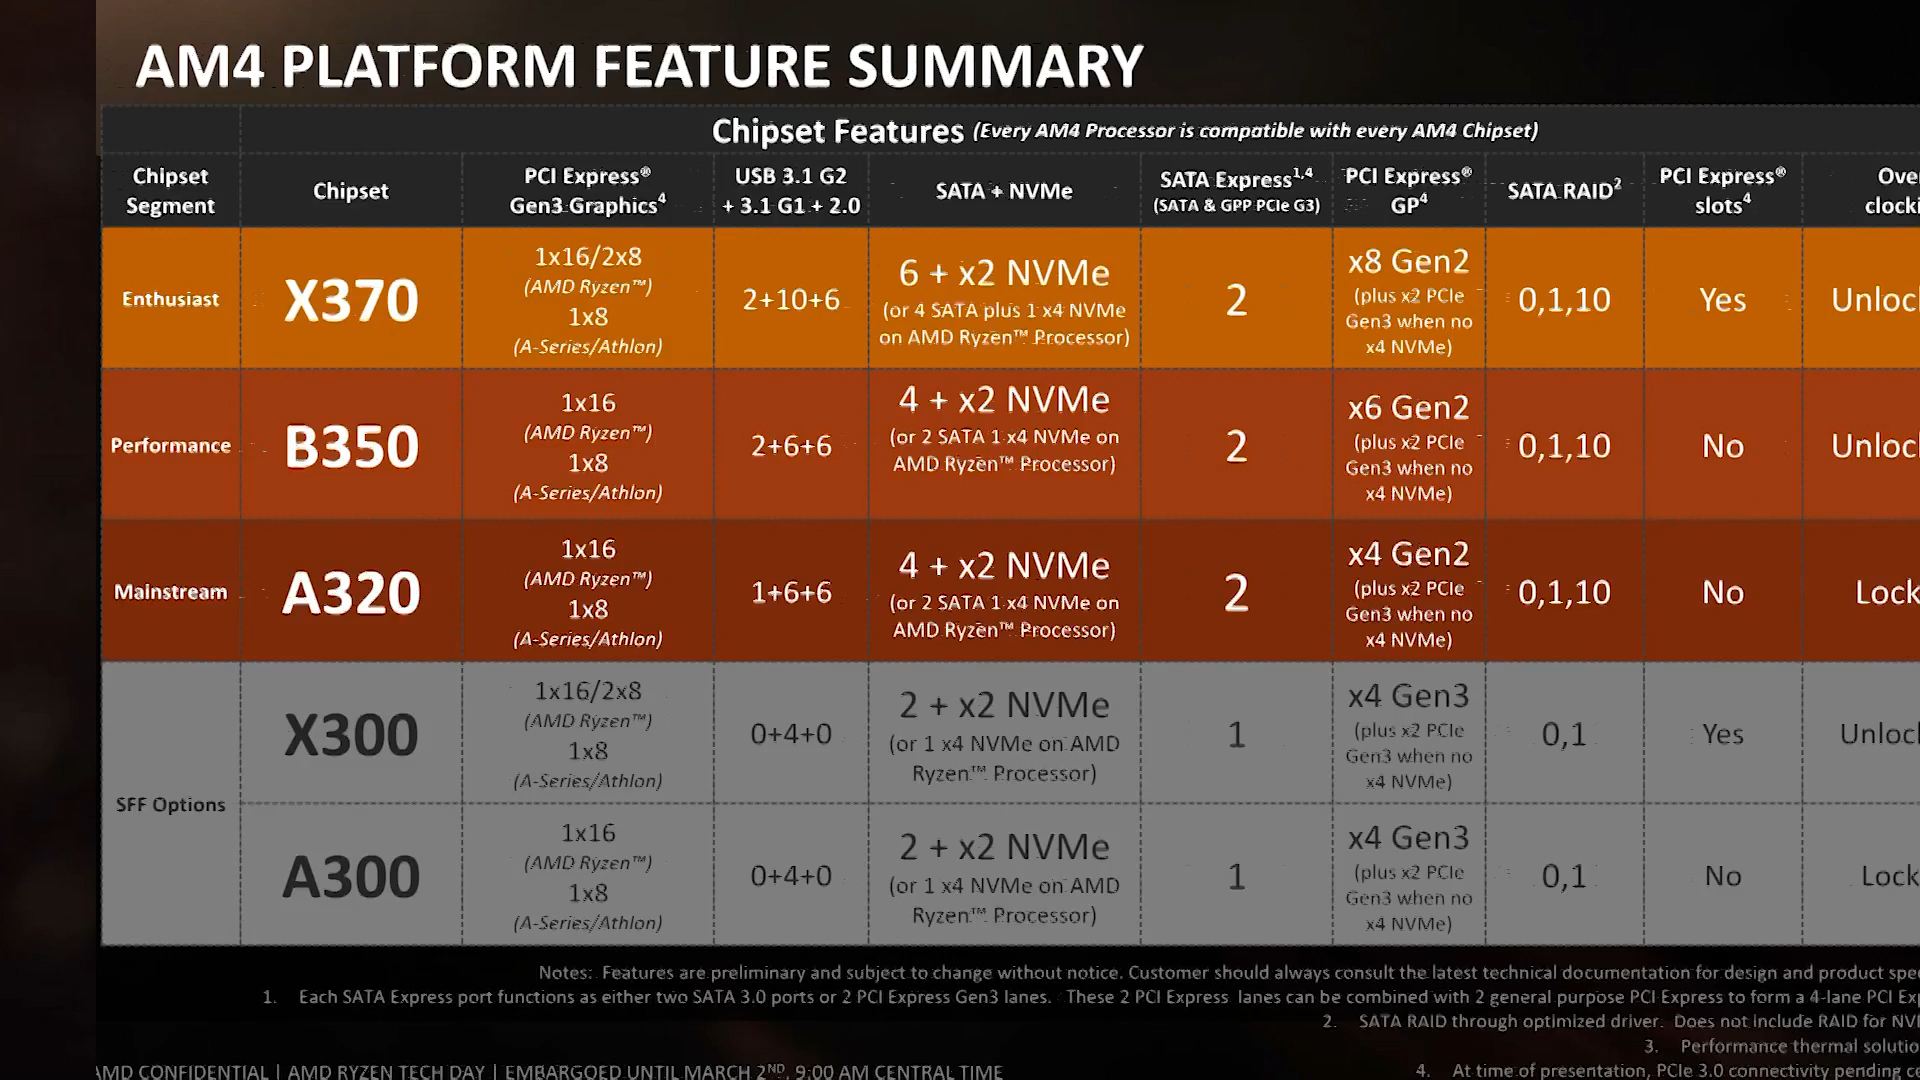 AM4 PLATFORM FEATURE SUMMARY
Chipset Features (Every AM4 Processor is compatible with every AM4 Chipset)
Chipset Segment
Chipset
PCI Express®
Gen3 Graphics4
USB 3.1 G2
+ 3.1 G1 + 2.0
SATA + NVMe
SATA Express1,4
(SATA & GPP PCIe G3)
PCI Express®
GP4
SATA RAID2
PCI Express®
slots4
Over
clocki
Enthusiast
X370
1x16/2x8
(AMD Ryzen™)
1x8
(A-Series/Athlon)
2+10+6
6 + x2 NVMe
(or 4 SATA plus 1 x4 NVMe
on AMD Ryzen™ Processor)
2
x8 Gen2
(plus x2 PCIe
Gen3 when no
x4 NVMe)
0,1,10
Yes
Unloc
Performance
B350
1x16
(AMD Ryzen™)
1x8
(A-Series/Athlon)
2+6+6
4 + x2 NVMe
(or 2 SATA 1 x4 NVMe on
AMD Ryzen™ Processor)
2
x6 Gen2
(plus x2 PCIe
Gen3 when no
x4 NVMe)
0,1,10
No
Unloc
Mainstream
A320
1x16
(AMD Ryzen™)
1x8
(A-Series/Athlon)
1+6+6
4 + x2 NVMe
(or 2 SATA 1 x4 NVMe on
AMD Ryzen™ Processor)
2
x4 Gen2
(plus x2 PCIe
Gen3 when no
x4 NVMe)
0,1,10
No
Lock
SFF Options
X300
1x16/2x8
(AMD Ryzen™)
1x8
(A-Series/Athlon)
0+4+0
2 + x2 NVMe
(or 1 x4 NVMe on AMD
Ryzen™ Processor)
1
x4 Gen3
(plus x2 PCIe
Gen3 when no
x4 NVMe)
0,1
Yes
Unloc
A300
1x16
(AMD Ryzen™)
1x8
(A-Series/Athlon)
0+4+0
2 + x2 NVMe
(or 1 x4 NVMe on AMD
Ryzen™ Processor)
1
x4 Gen3
(plus x2 PCIe
Gen3 when no
x4 NVMe)
0,1
No
Lock
Notes: Features are preliminary and subject to change without notice. Customer should always consult the latest technical documentation for design and product spe
1. Each SATA Express port functions as either two SATA 3.0 ports or 2 PCI Express Gen3 lanes. These 2 PCI Express lanes can be combined with 2 general purpose PCI Express to form a 4-lane PCI Ex
2. SATA RAID through optimized driver. Does not include RAID for NV
3. Performance thermal solutio
4. At time of presentation, PCIe 3.0 connectivity pending ce
AMD CONFIDENTIAL | AMD RYZEN TECH DAY | EMBARGOED UNTIL MARCH 2ND, 9:00 AM CENTRAL TIME